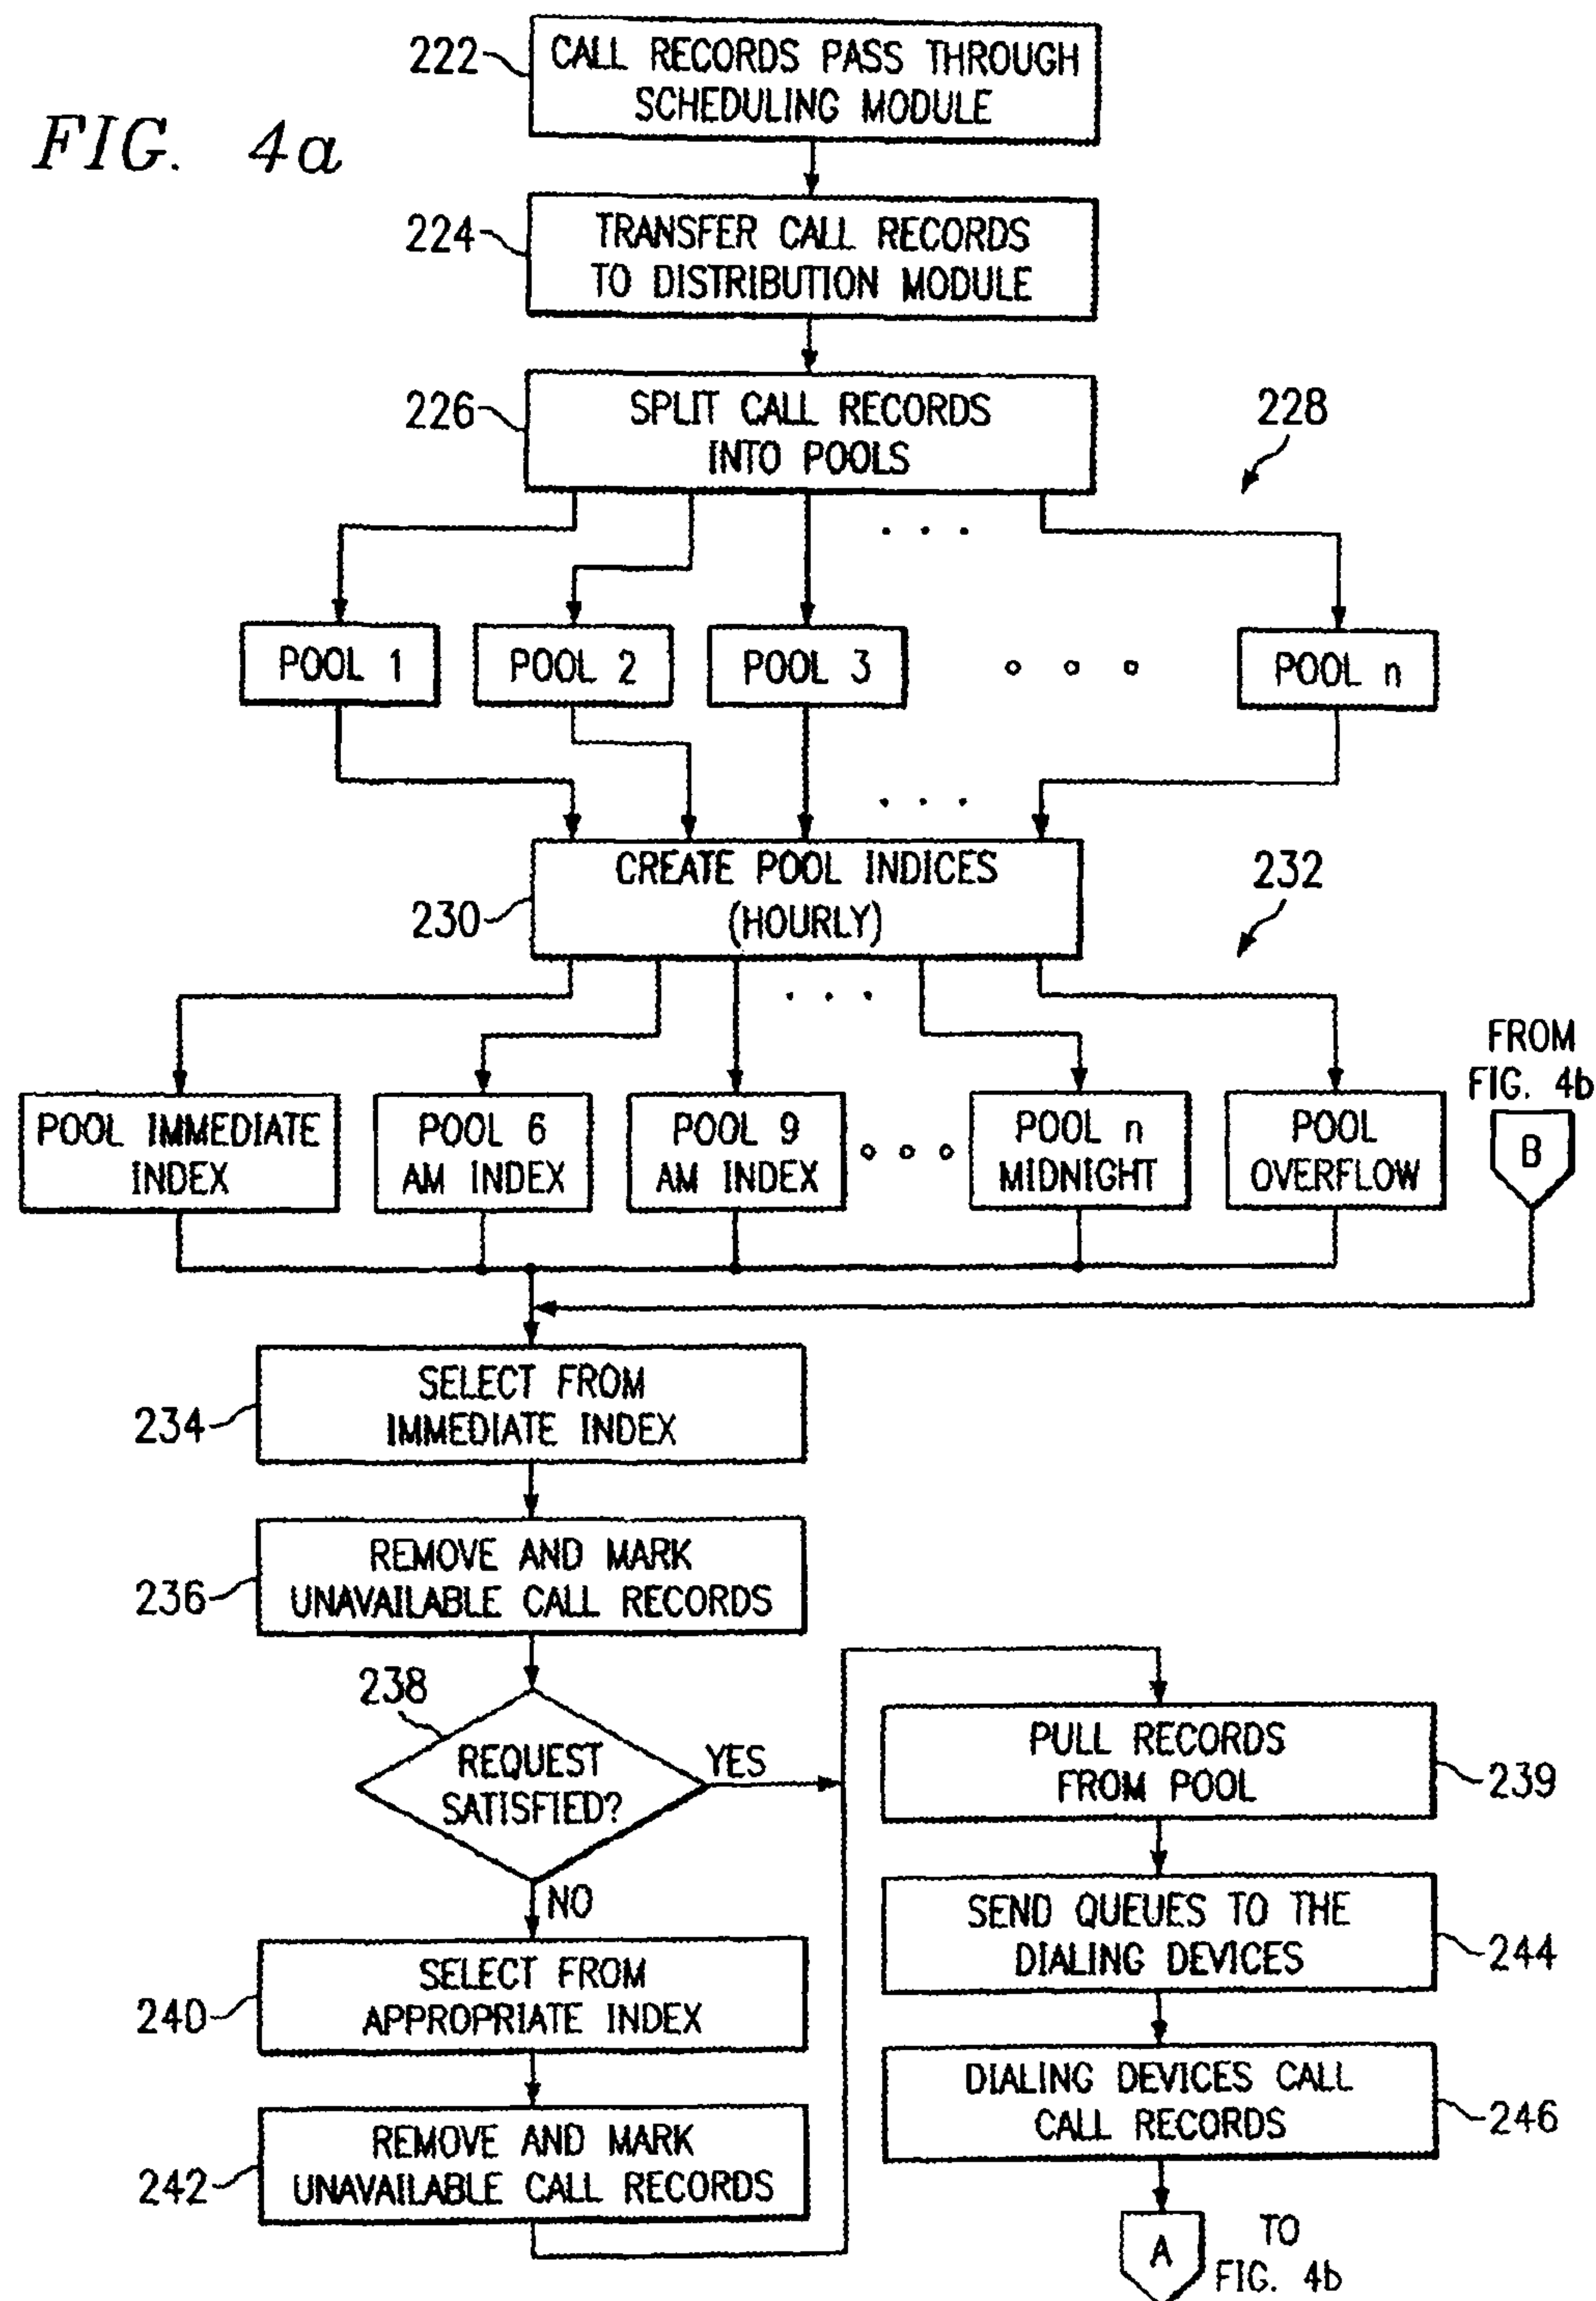 FIG. 4a
222
CALL RECORDS PASS THROUGH
SCHEDULING MODULE
224
TRANSFER CALL RECORDS
TO DISTRIBUTION MODULE
226
SPLIT CALL RECORDS
INTO POOLS
228
. . .
POOL 1
POOL 2
POOL 3
POOL n
. . .
230
CREATE POOL INDICES
(HOURLY)
232
. . .
POOL IMMEDIATE
INDEX
POOL 6
AM INDEX
POOL 9
AM INDEX
POOL n
MIDNIGHT
POOL
OVERFLOW
FROM
FIG. 4b
B
234
SELECT FROM
IMMEDIATE INDEX
236
REMOVE AND MARK
UNAVAILABLE CALL RECORDS
238
REQUEST
SATISFIED?
YES
NO
240
SELECT FROM
APPROPRIATE INDEX
242
REMOVE AND MARK
UNAVAILABLE CALL RECORDS
PULL RECORDS
FROM POOL
239
SEND QUEUES TO THE
DIALING DEVICES
244
DIALING DEVICES CALL
CALL RECORDS
246
A
TO
FIG. 4b